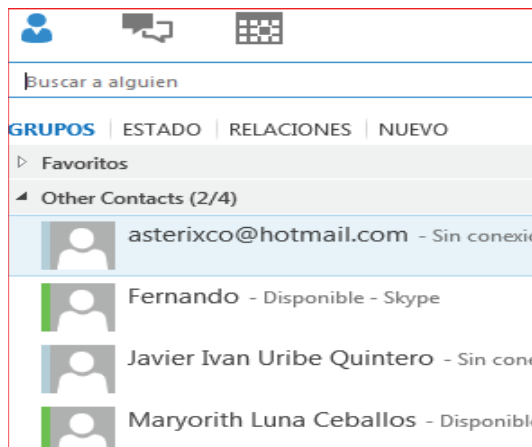 Buscar a alguien
GRUPOS ESTADO RELACIONES NUEVO
Favoritos
Other Contacts (2/4)
asterixco@hotmail.com - Sin
Fernando - Disponible - Skype
Javier Ivan Uribe Quintero - Sin
Maryorith Luna Ceballos -